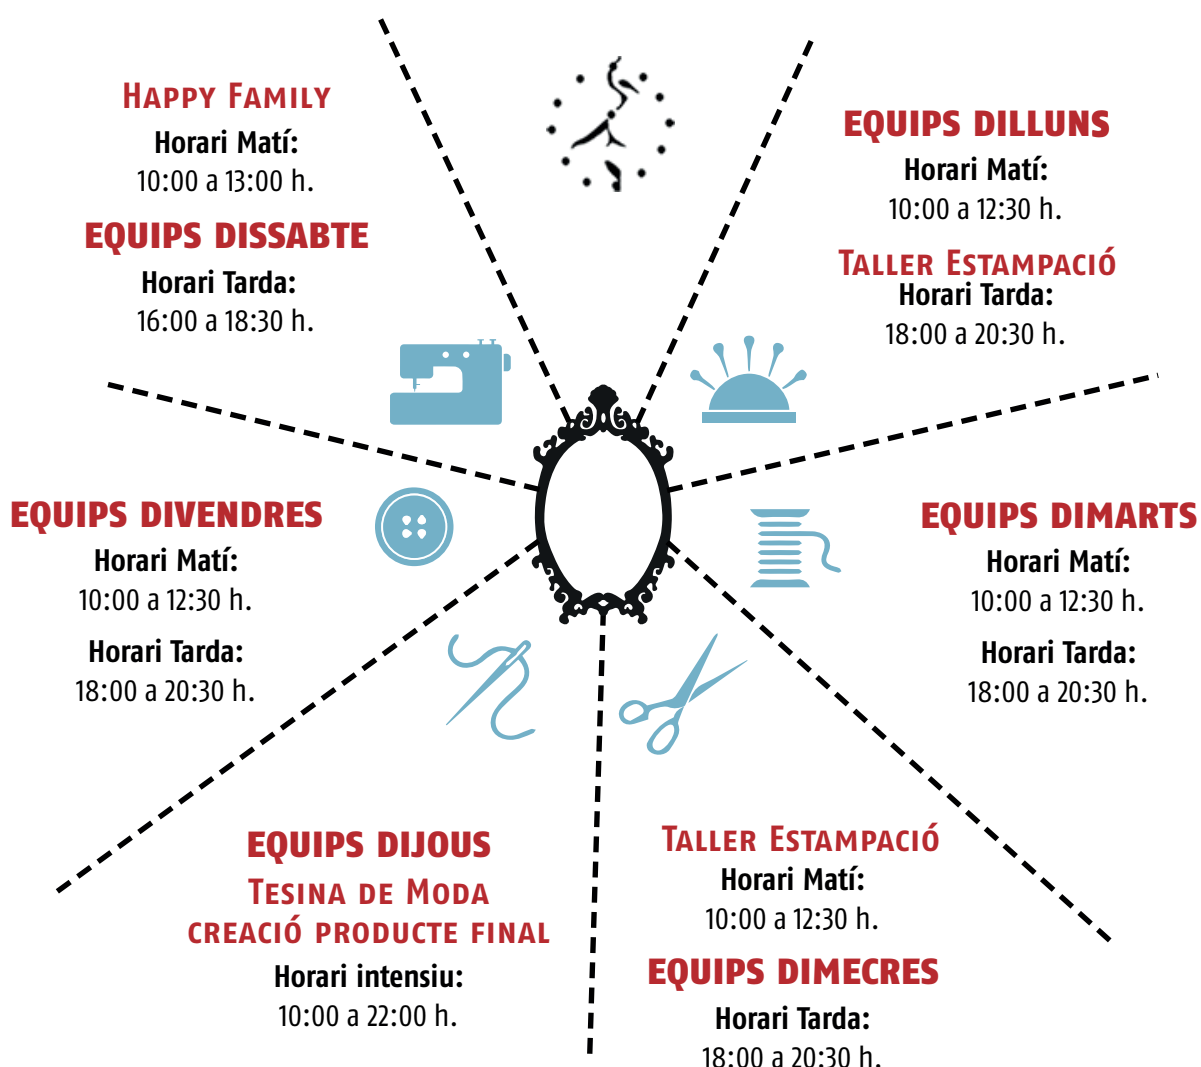 HAPPY FAMILY
Horari Matí:
10:00 a 13:00 h.
EQUIPS DISSABTE
Horari Tarda:
16:00 a 18:30 h.
EQUIPS DILLUNS
Horari Matí:
10:00 a 12:30 h.
TALLER ESTAMPACIÓ
Horari Tarda:
18:00 a 20:30 h.
EQUIPS DIVENDRES
Horari Matí:
10:00 a 12:30 h.
Horari Tarda:
18:00 a 20:30 h.
EQUIPS DIMARTS
Horari Matí:
10:00 a 12:30 h.
Horari Tarda:
18:00 a 20:30 h.
EQUIPS DIJOUS
TESINA DE MODA
CREACIÓ PRODUCTE FINAL
Horari intensiu:
10:00 a 22:00 h.
TALLER ESTAMPACIÓ
Horari Matí:
10:00 a 12:30 h.
EQUIPS DIMECRES
Horari Tarda:
18:00 a 20:30 h.